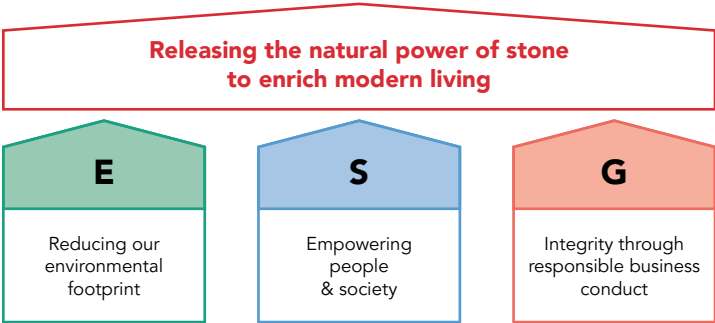 Releasing the natural power of stone
to enrich modern living
E
Reducing our
environmental
footprint
S
Empowering
people
& society
G
Integrity through
responsible business
conduct